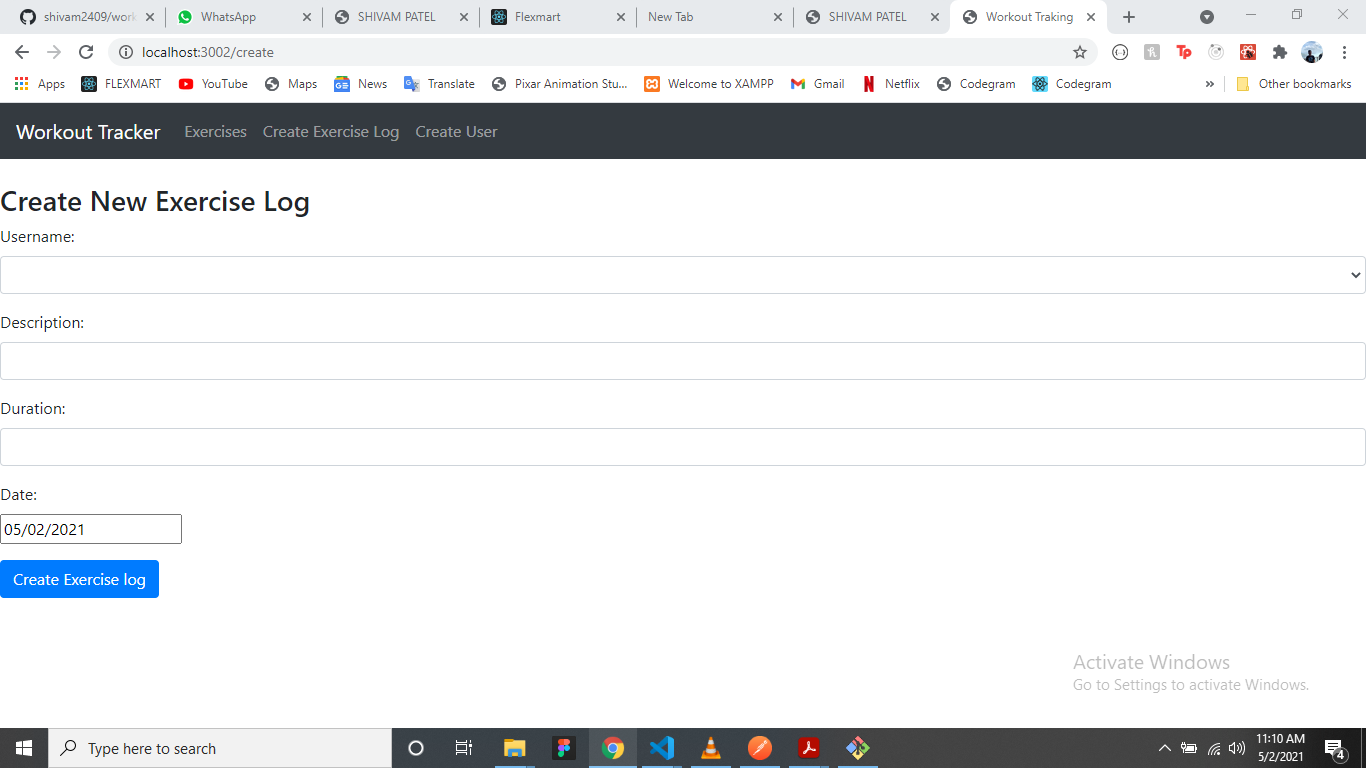 shivam2409/work
WhatsApp
SHIVAM PATEL
Flexmart
New Tab
SHIVAM PATEL
Workout Traking
localhost:3002/create
Apps
FLEXMART
YouTube
Maps
News
Translate
Pixar Animation Stu...
Welcome to XAMPP
Gmail
Netflix
Codegram
Codegram
»
Other bookmarks
Workout Tracker
Exercises
Create Exercise Log
Create User
Create New Exercise Log
Username:
Description:
Duration:
Date:
05/02/2021
Create Exercise log
Activate Windows
Go to Settings to activate Windows.
Type here to search
11:10 AM
5/2/2021
4